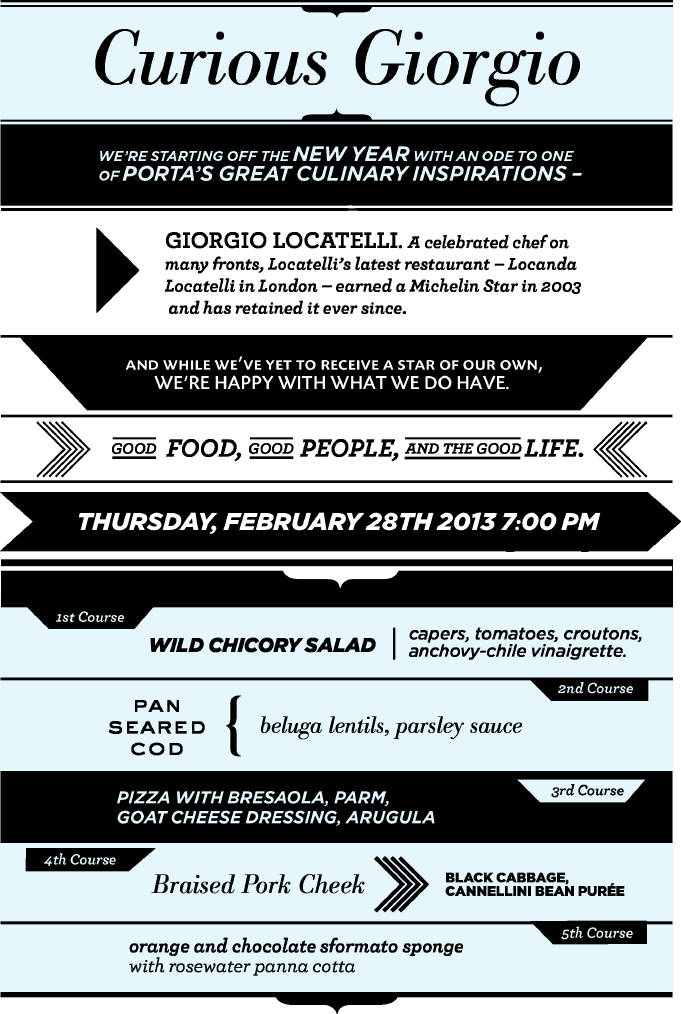 Curious Giorgio
WE'RE STARTING OFF THE NEW YEAR WITH AN ODE TO ONE
OF PORTA'S GREAT CULINARY INSPIRATIONS –
GIORGIO LOCATELLI. A celebrated chef on
many fronts, Locatelli's latest restaurant – Locanda
Locatelli in London – earned a Michelin Star in 2003
and has retained it ever since.
AND WHILE WE'VE YET TO RECEIVE A STAR OF OUR OWN,
WE'RE HAPPY WITH WHAT WE DO HAVE.
GOOD FOOD, GOOD PEOPLE, AND THE GOOD LIFE.
THURSDAY, FEBRUARY 28TH 2013 7:00 PM
1st Course
WILD CHICORY SALAD | capers, tomatoes, croutons,
anchovy-chile vinaigrette.
2nd Course
PAN
SEARED
COD
beluga lentils, parsley sauce
3rd Course
PIZZA WITH BRESAOLA, PARM,
GOAT CHEESE DRESSING, ARUGULA
4th Course
Braised Pork Cheek
BLACK CABBAGE,
CANNELLINI BEAN PURÉE
5th Course
orange and chocolate sformato sponge
with rosewater panna cotta